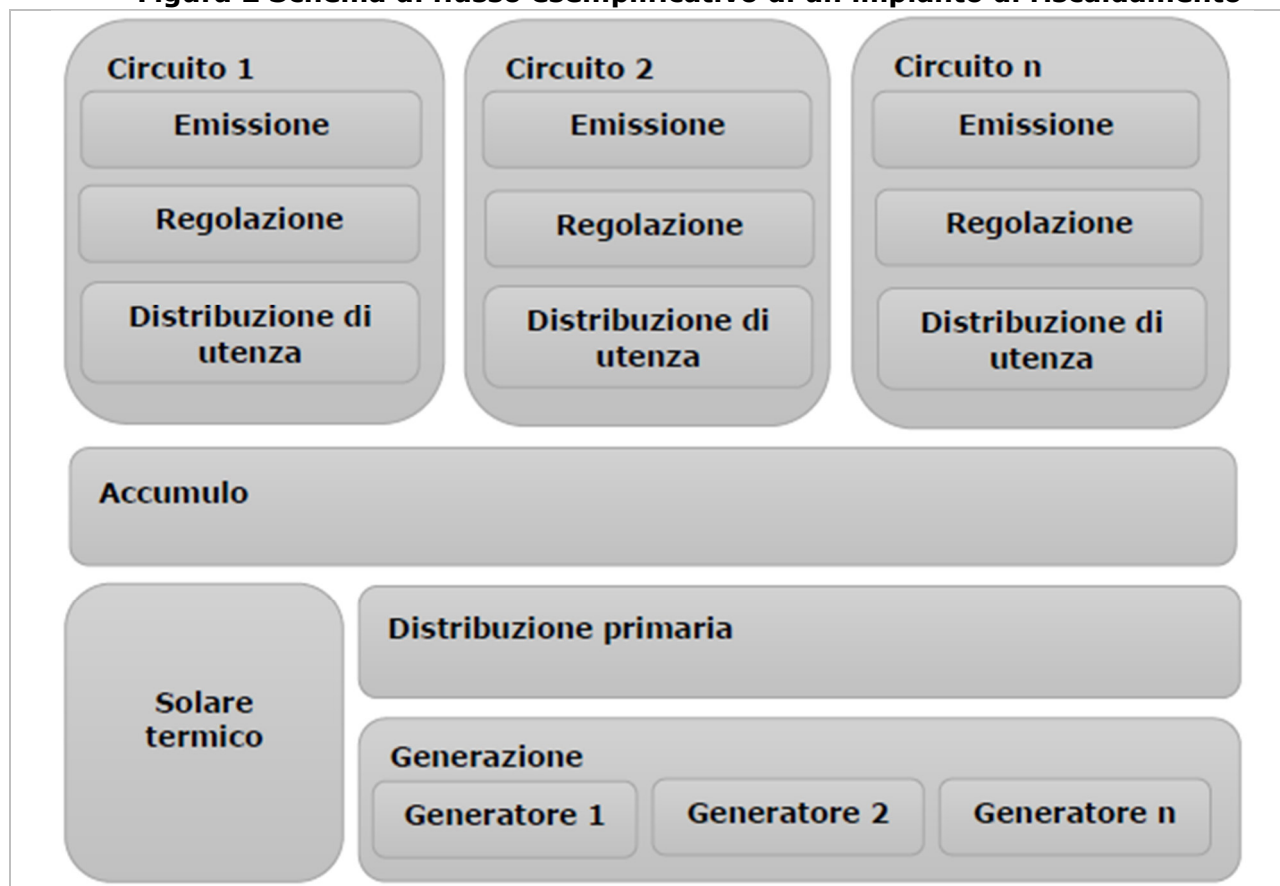 Circuito 1
Emissione
Regolazione
Distribuzione di
utenza
Circuito 2
Emissione
Regolazione
Distribuzione di
utenza
Circuito n
Emissione
Regolazione
Distribuzione di
utenza
Accumulo
Solare
termico
Distribuzione primaria
Generazione
Generatore 1
Generatore 2
Generatore n